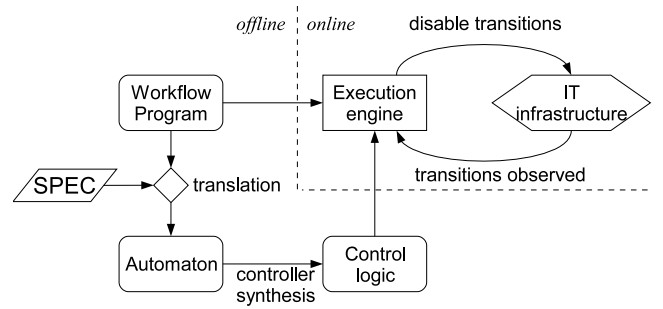 offline
online
disable transitions
Workflow
Program
Execution
engine
IT
infrastructure
SPEC
translation
transitions observed
Automaton
controller
synthesis
Control
logic